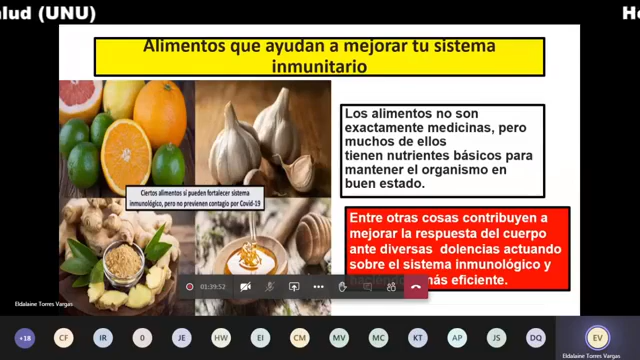 alud (UNU)
He
Alimentos que ayudan a mejorar tu sistema
inmunitario
Los alimentos no son
exactamente medicinas, pero
muchos de ellos
tienen nutrientes básicos para
mantener el organismo en
buen estado.
Ciertos alimentos sí pueden fortalecer sistema
inmunológico, pero no previenen contagio por Covid-19
Entre otras cosas contribuyen a
mejorar la respuesta del cuerpo
ante diversas dolencias actuando
sobre el sistema inmunológico y
más eficiente.
01:39:52
Eldalaine Torres Vargas
+18 CF IR 0 JE HW EI CM MV MC KT AP JS DQ EV
Eldalaine Torres Vargas